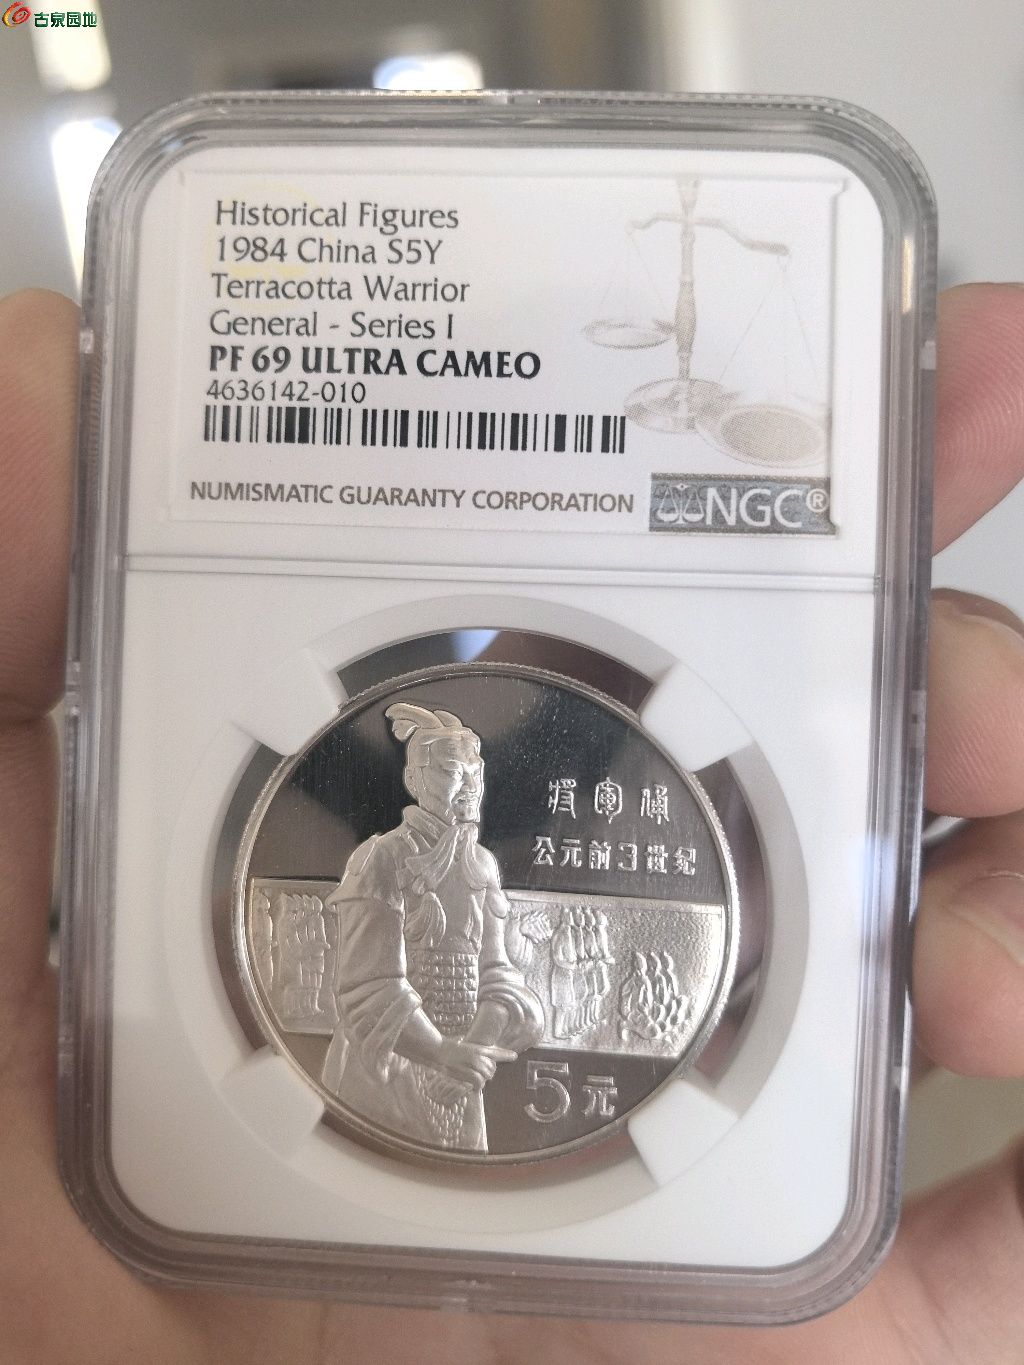 古泉园地
Historical Figures
1984 China S5Y
Terracotta Warrior
General - Series I
PF 69 ULTRA CAMEO
4636142-010
NUMISMATIC GUARANTY CORPORATION
NGC®
将军俑
公元前3世纪
5元